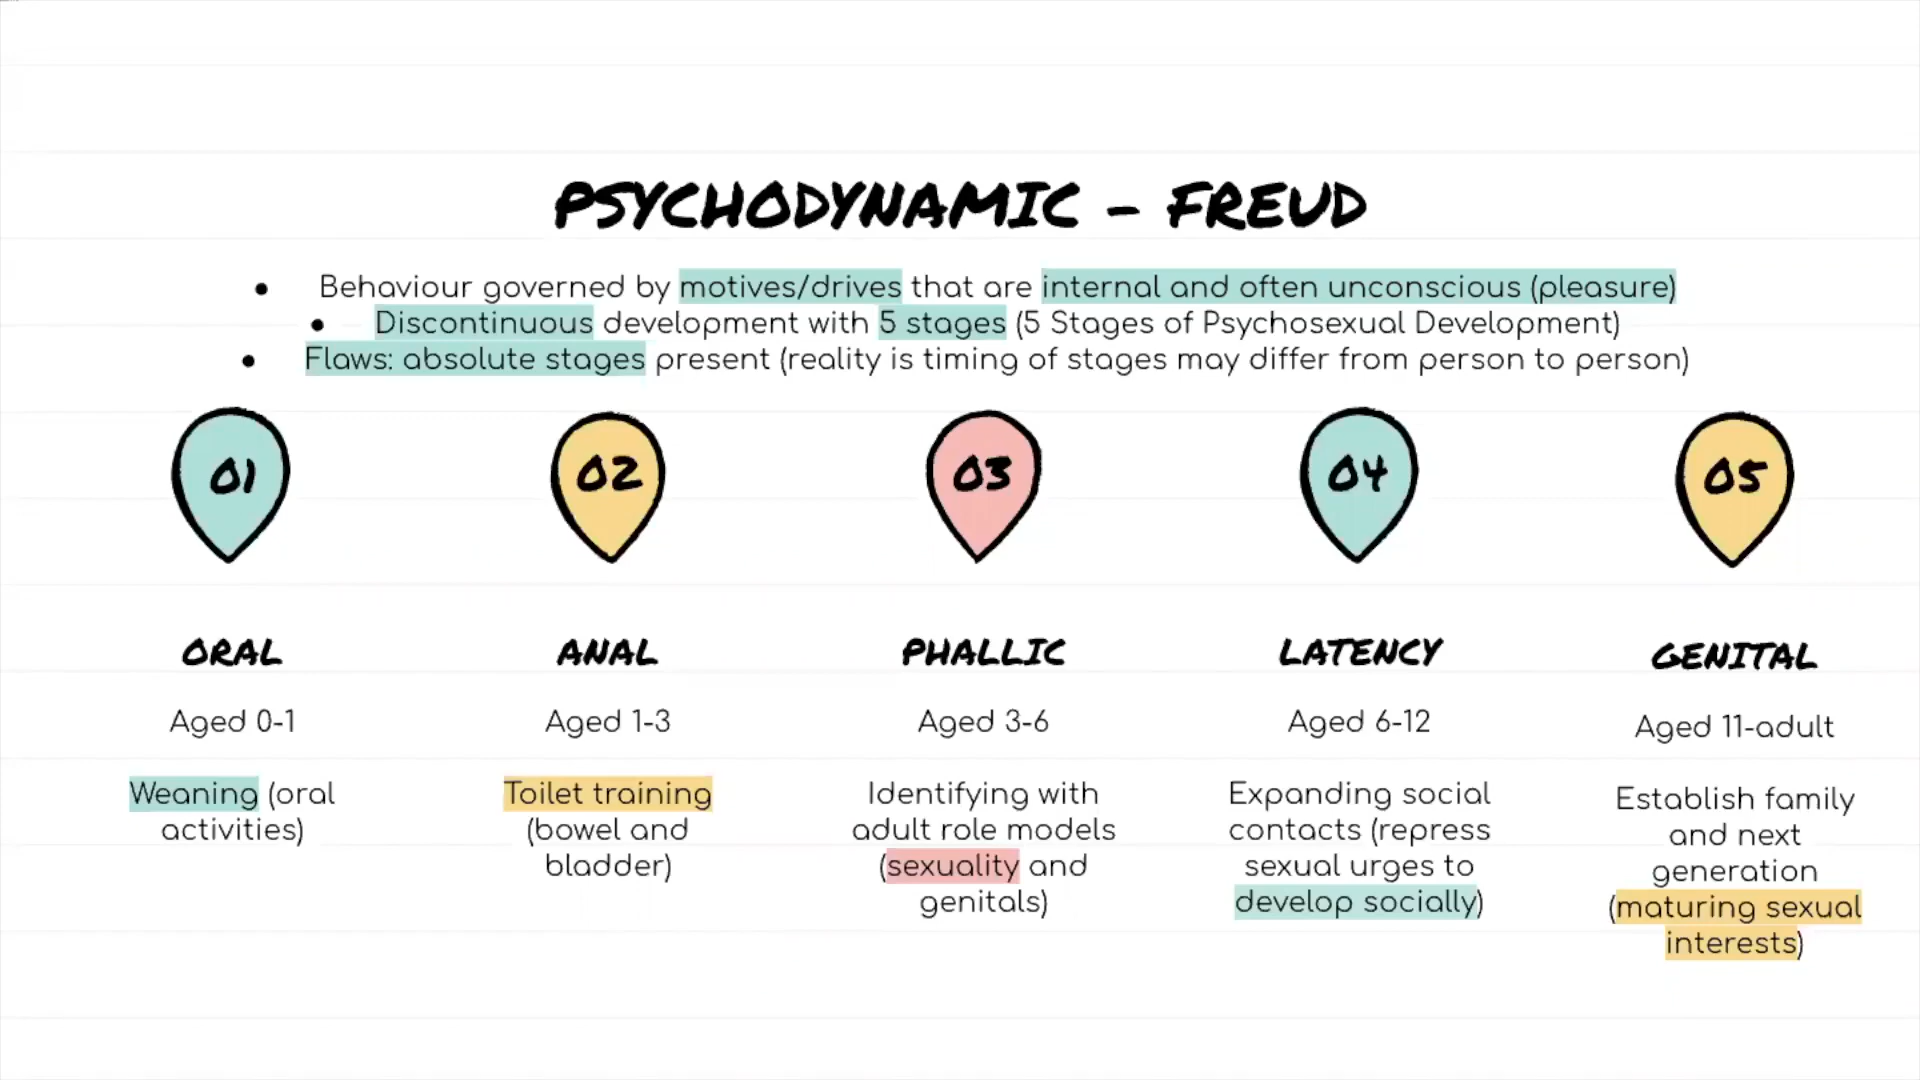 PSYCHODYNAMIC - FREUD
• Behaviour governed by motives/drives that are internal and often unconscious (pleasure)
• Discontinuous development with 5 stages (5 Stages of Psychosexual Development)
• Flaws: absolute stages present (reality is timing of stages may differ from person to person)
01
02
03
04
05
ORAL
Aged 0-1
Weaning (oral
activities)
ANAL
Aged 1-3
Toilet training
(bowel and
bladder)
PHALLIC
Aged 3-6
Identifying with
adult role models
(sexuality and
genitals)
LATENCY
Aged 6-12
Expanding social
contacts (repress
sexual urges to
develop socially)
GENITAL
Aged 11-adult
Establish family
and next
generation
(maturing sexual
interests)